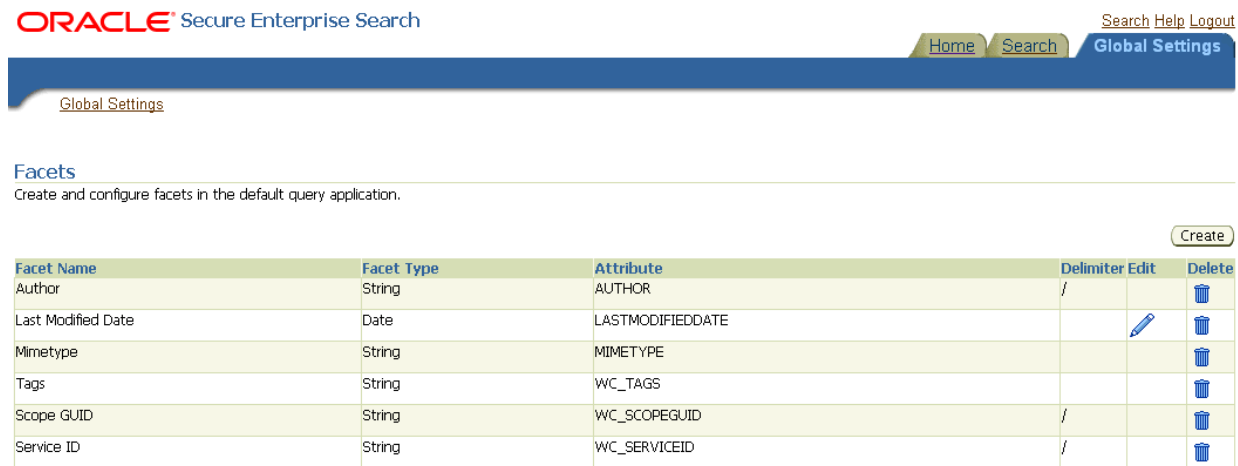 ORACLE Secure Enterprise Search
Search Help Logout
Home Search Global Settings
Global Settings
Facets
Create and configure facets in the default query application.
Create
Facet Name Facet Type Attribute Delimiter Edit Delete
Author String AUTHOR /
Last Modified Date Date LASTMODIFIEDDATE
Mimetype String MIMETYPE
Tags String WC_TAGS
Scope GUID String WC_SCOPEGUID /
Service ID String WC_SERVICEID /